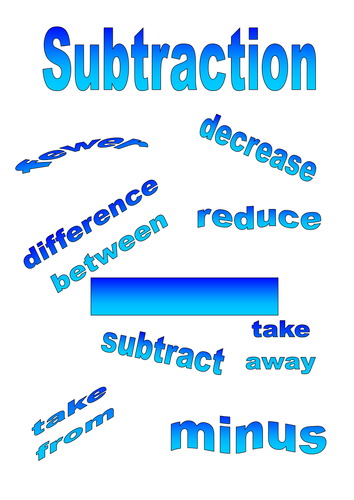 Subtraction
fewer
decrease
difference
between
reduce
subtract
take
away
take
from
minus